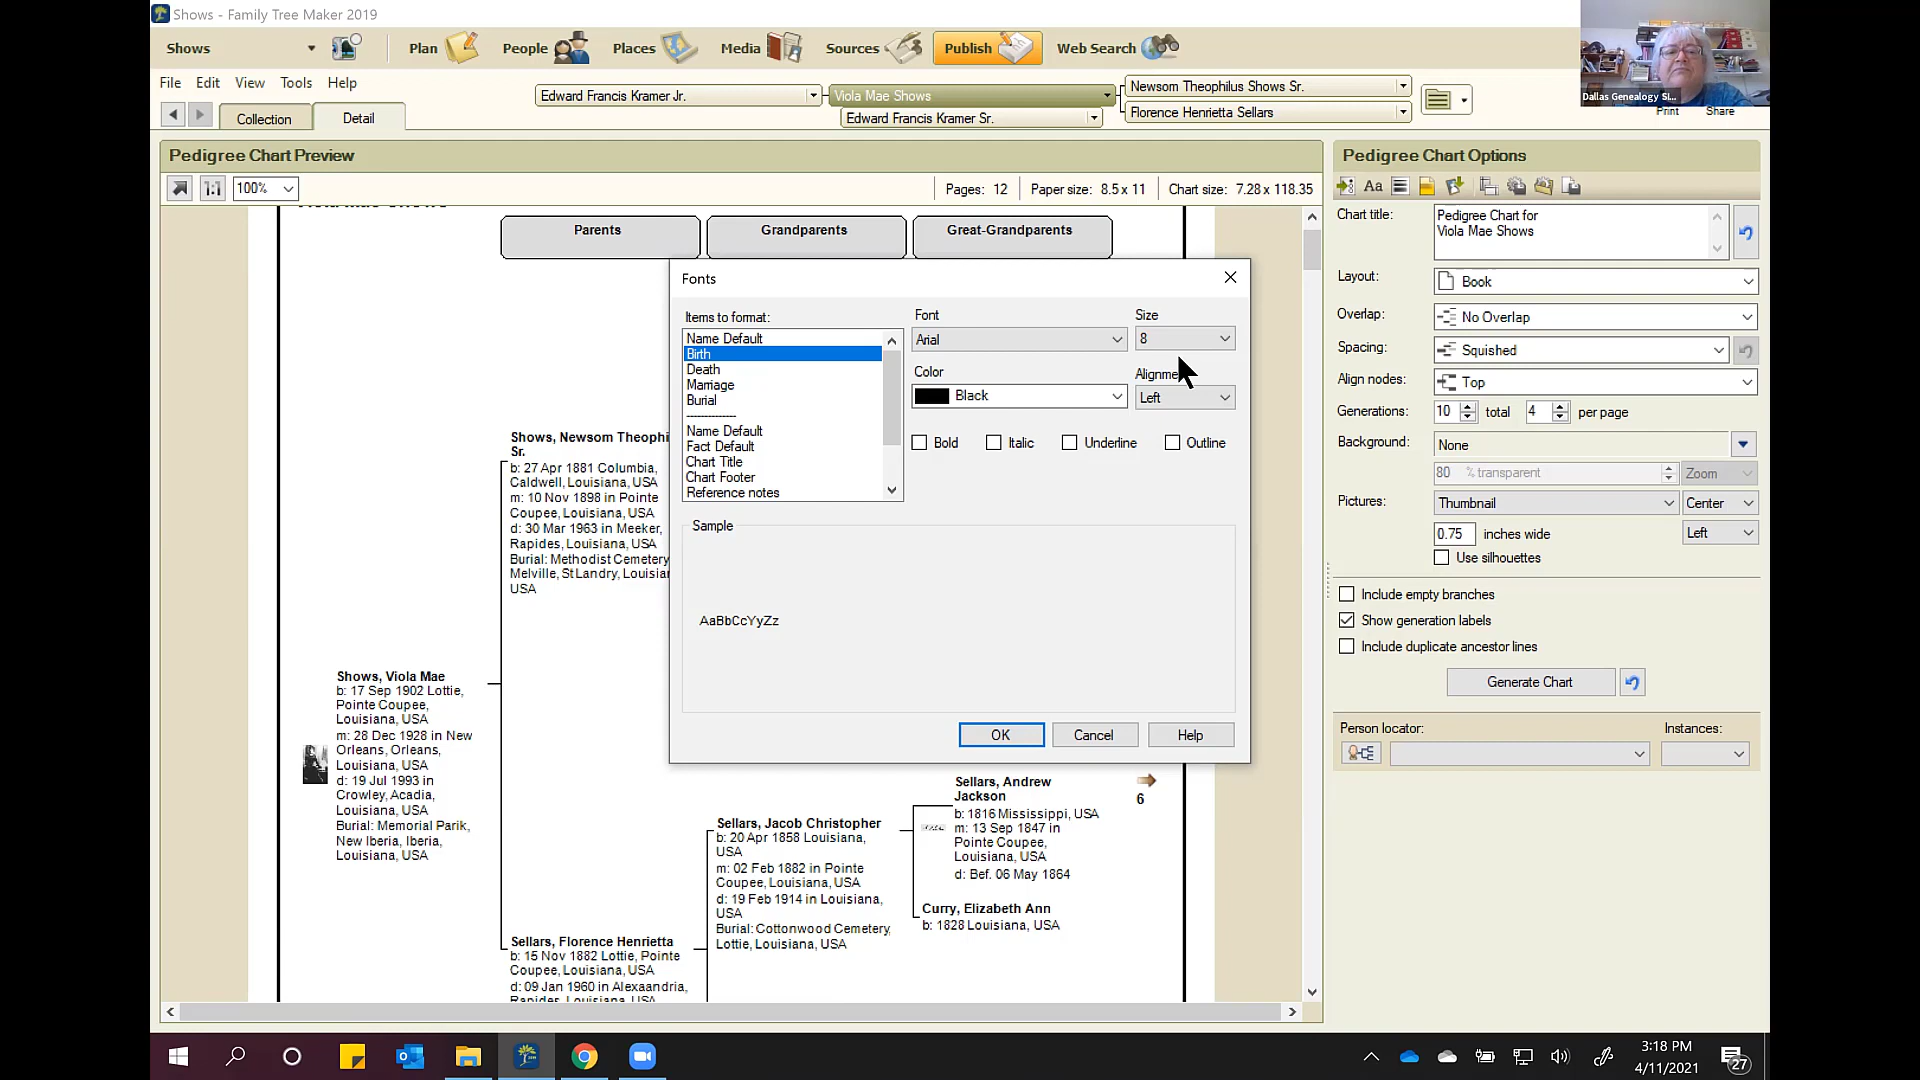 Shows - Family Tree Maker 2019
Shows
Plan
People
Places
Media
Sources
Publish
Web Search
Dallas Genealogy Si...
Print
Share
File Edit View Tools Help
Edward Francis Kramer Jr.
Viola Mae Shows
Edward Francis Kramer Sr.
Newsom Theophilus Shows Sr.
Florence Henrietta Sellars
Collection
Detail
Pedigree Chart Preview
1:1
100%
Pages: 12
Paper size: 8.5 x 11
Chart size: 7.28 x 118.35
Parents
Grandparents
Great-Grandparents
Shows, Newsom Theophi
Sr.
b: 27 Apr 1881 Columbia,
Caldwell, Louisiana, USA
m: 10 Nov 1898 in Pointe
Coupee, Louisiana, USA
d: 30 Mar 1963 in Meeker,
Rapides, Louisiana, USA
Burial: Methodist Cemetery
Melville, St Landry, Louisian
USA
Shows, Viola Mae
b: 17 Sep 1902 Lottie,
Pointe Coupee,
Louisiana, USA
m: 28 Dec 1928 in New
Orleans, Orleans,
Louisiana, USA
d: 19 Jul 1993 in
Crowley, Acadia,
Louisiana, USA
Burial: Memorial Parik,
New Iberia, Iberia,
Louisiana, USA
Sellars, Florence Henrietta
b: 15 Nov 1882 Lottie, Pointe
Coupee, Louisiana, USA
d: 09 Jan 1960 in Alexaandria,
Rapides, Louisiana, USA
Sellars, Jacob Christopher
b: 20 Apr 1858 Louisiana,
USA
m: 02 Feb 1882 in Pointe
Coupee, Louisiana, USA
d: 19 Feb 1914 in Louisiana,
USA
Burial: Cottonwood Cemetery,
Lottie, Louisiana, USA
Sellars, Andrew
Jackson
b: 1816 Mississippi, USA
m: 13 Sep 1847 in
Pointe Coupee,
Louisiana, USA
d: Bef. 06 May 1864
6
Curry, Elizabeth Ann
b: 1828 Louisiana, USA
Fonts
Items to format:
Name Default
Birth
Death
Marriage
Burial
---------------
Name Default
Fact Default
Chart Title
Chart Footer
Reference notes
Font
Arial
Size
8
Color
Black
Alignme
Left
Bold
Italic
Underline
Outline
Sample
AaBbCcYyZz
OK
Cancel
Help
Pedigree Chart Options
Aa
Chart title:
Pedigree Chart for
Viola Mae Shows
Layout:
Book
Overlap:
No Overlap
Spacing:
Squished
Align nodes:
Top
Generations:
10 total 4 per page
Background:
None
80 % transparent
Zoom
Pictures:
Thumbnail
Center
0.75 inches wide
Left
Use silhouettes
Include empty branches
Show generation labels
Include duplicate ancestor lines
Generate Chart
Person locator:
Instances:
3:18 PM
4/11/2021
27